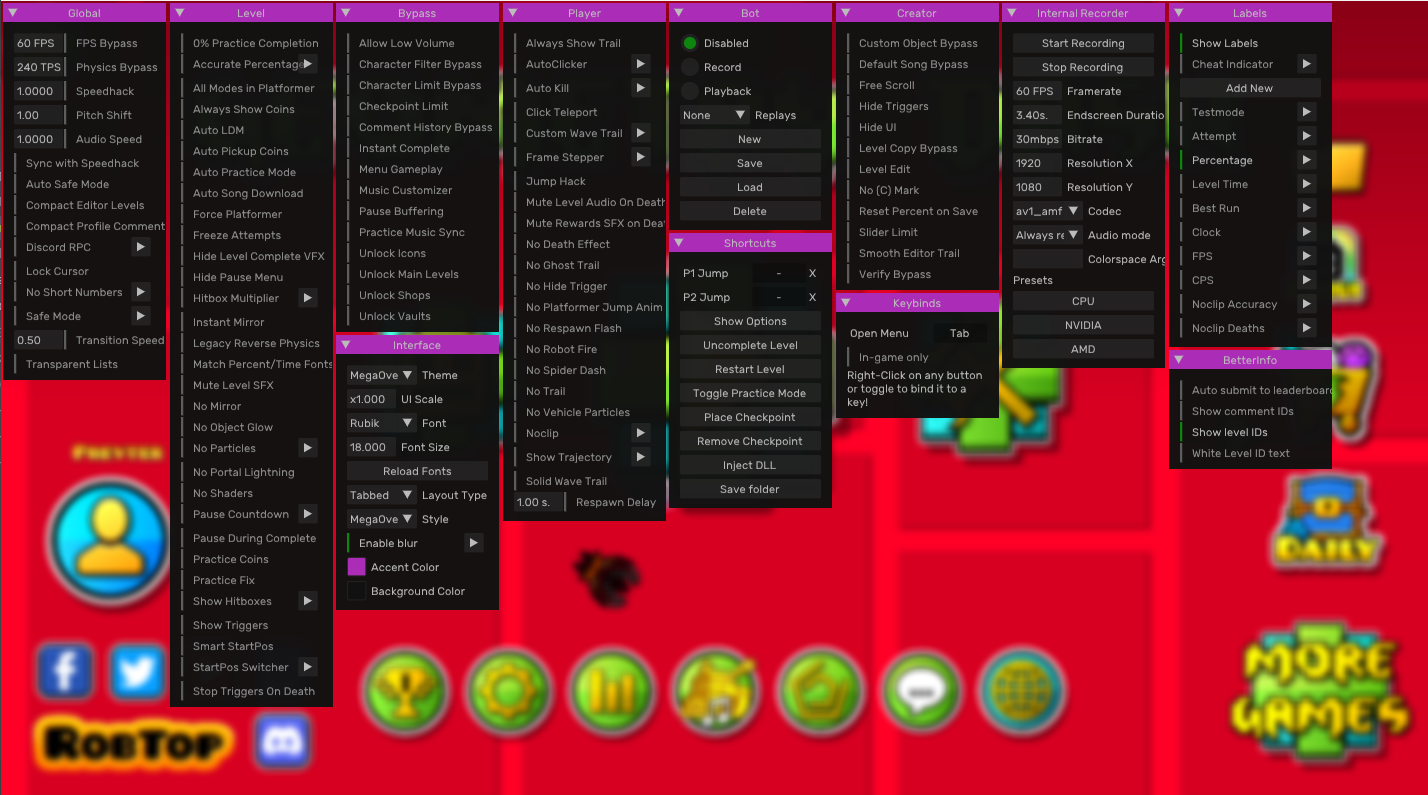 Global
60 FPS FPS Bypass
240 TPS Physics Bypass
1.0000 Speedhack
1.00 Pitch Shift
1.0000 Audio Speed
Sync with Speedhack
Auto Safe Mode
Compact Editor Levels
Compact Profile Comment
Discord RPC
Lock Cursor
No Short Numbers
Safe Mode
0.50 Transition Speed
Transparent Lists
Level
0% Practice Completion
Accurate Percentag
All Modes in Platformer
Always Show Coins
Auto LDM
Auto Pickup Coins
Auto Practice Mode
Auto Song Download
Force Platformer
Freeze Attempts
Hide Level Complete VFX
Hide Pause Menu
Hitbox Multiplier
Instant Mirror
Legacy Reverse Physics
Match Percent/Time Fonts
Mute Level SFX
No Mirror
No Object Glow
No Particles
No Portal Lightning
No Shaders
Pause Countdown
Pause During Complete
Practice Coins
Practice Fix
Show Hitboxes
Show Triggers
Smart StartPos
StartPos Switcher
Stop Triggers On Death
Bypass
Allow Low Volume
Character Filter Bypass
Character Limit Bypass
Checkpoint Limit
Comment History Bypass
Instant Complete
Menu Gameplay
Music Customizer
Pause Buffering
Practice Music Sync
Unlock Icons
Unlock Main Levels
Unlock Shops
Unlock Vaults
Interface
MegaOve Theme
x1.000 UI Scale
Rubik Font
18.000 Font Size
Reload Fonts
Tabbed Layout Type
MegaOve Style
Enable blur
Accent Color
Background Color
Player
Always Show Trail
AutoClicker
Auto Kill
Click Teleport
Custom Wave Trail
Frame Stepper
Jump Hack
Mute Level Audio On Death
Mute Rewards SFX on Deat
No Death Effect
No Ghost Trail
No Hide Trigger
No Platformer Jump Anim
No Respawn Flash
No Robot Fire
No Spider Dash
No Trail
No Vehicle Particles
Noclip
Show Trajectory
Solid Wave Trail
1.00 s. Respawn Delay
Bot
Disabled
Record
Playback
None Replays
New
Save
Load
Delete
Shortcuts
P1 Jump - X
P2 Jump - X
Show Options
Uncomplete Level
Restart Level
Toggle Practice Mode
Place Checkpoint
Remove Checkpoint
Inject DLL
Save folder
Creator
Custom Object Bypass
Default Song Bypass
Free Scroll
Hide Triggers
Hide UI
Level Copy Bypass
Level Edit
No (C) Mark
Reset Percent on Save
Slider Limit
Smooth Editor Trail
Verify Bypass
Keybinds
Open Menu Tab
In-game only
Right-Click on any button
or toggle to bind it to a
key!
Internal Recorder
Start Recording
Stop Recording
60 FPS Framerate
3.40s. Endscreen Duratio
30mbps Bitrate
1920 Resolution X
1080 Resolution Y
av1_amf Codec
Always re Audio mode
Colorspace Arg
Presets
CPU
NVIDIA
AMD
Labels
Show Labels
Cheat Indicator
Add New
Testmode
Attempt
Percentage
Level Time
Best Run
Clock
FPS
CPS
Noclip Accuracy
Noclip Deaths
BetterInfo
Auto submit to leaderboard
Show comment IDs
Show level IDs
White Level ID text
Prevter
RobTop
DAILY
MORE
GAMES